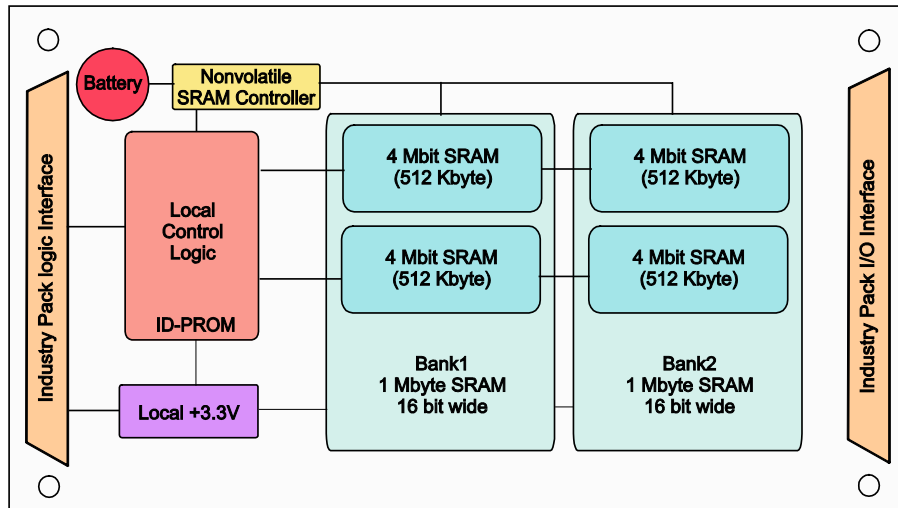 Battery
Nonvolatile
SRAM Controller
Industry Pack logic Interface
Local
Control
Logic
ID-PROM
Local +3.3V
4 Mbit SRAM
(512 Kbyte)
4 Mbit SRAM
(512 Kbyte)
Bank1
1 Mbyte SRAM
16 bit wide
4 Mbit SRAM
(512 Kbyte)
4 Mbit SRAM
(512 Kbyte)
Bank2
1 Mbyte SRAM
16 bit wide
Industry Pack I/O Interface